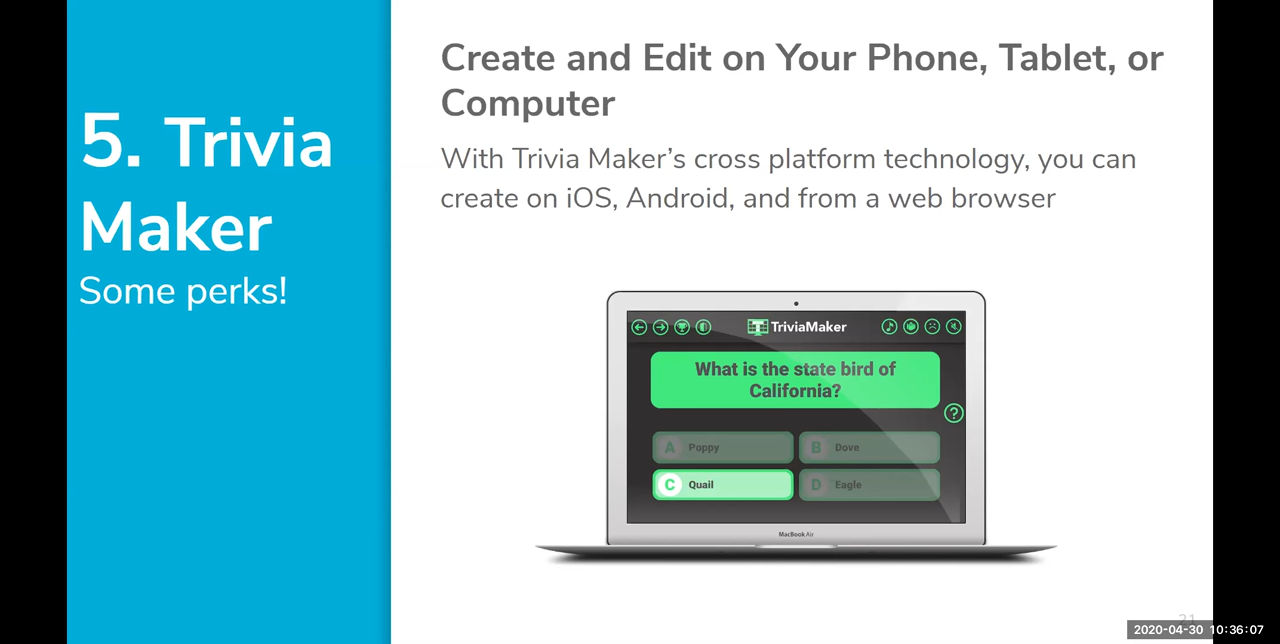 5. Trivia
Maker
Some perks!
Create and Edit on Your Phone, Tablet, or
Computer
With Trivia Maker’s cross platform technology, you can
create on iOS, Android, and from a web browser
TriviaMaker
What is the state bird of
California?
?
A Poppy
B Dove
C Quail
D Eagle
MacBook Air
21
2020-04-30 10:36:07